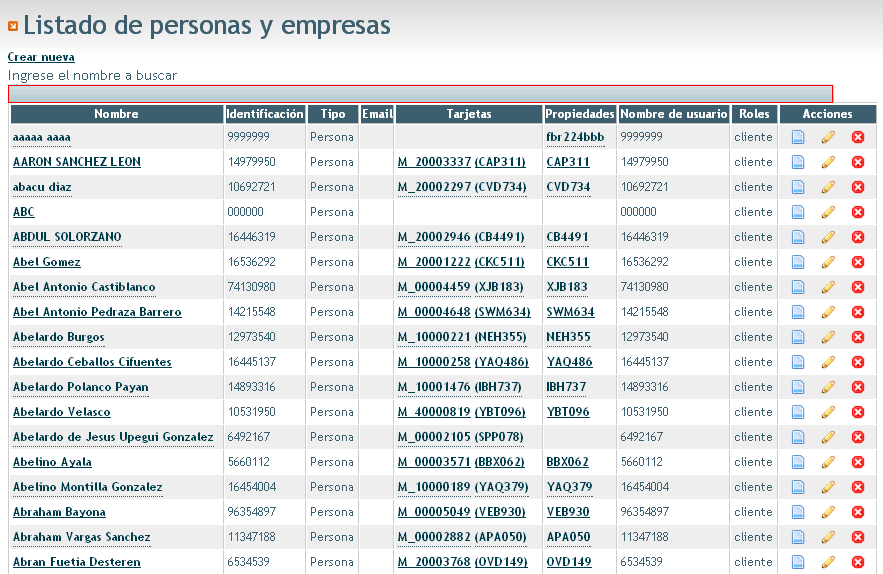 Listado de personas y empresas
Crear nueva
Ingrese el nombre a buscar
Nombre Identificación Tipo Email Tarjetas Propiedades Nombre de usuario Roles Acciones
aaaaa aaaa 9999999 Persona fbr224bbb 9999999 cliente
AARON SANCHEZ LEON 14979950 Persona M_20003337 (CAP311) CAP311 14979950 cliente
abacu diaz 10692721 Persona M_20002297 (CVD734) CVD734 10692721 cliente
ABC 000000 Persona 000000 cliente
ABDUL SOLORZANO 16446319 Persona M_20002946 (CB4491) CB4491 16446319 cliente
Abel Gomez 16536292 Persona M_20001222 (CKC511) CKC511 16536292 cliente
Abel Antonio Castiblanco 74130980 Persona M_00004459 (XJB183) XJB183 74130980 cliente
Abel Antonio Pedraza Barrero 14215548 Persona M_00004648 (SWM634) SWM634 14215548 cliente
Abelardo Burgos 12973540 Persona M_10000221 (NEH355) NEH355 12973540 cliente
Abelardo Ceballos Cifuentes 16445137 Persona M_10000258 (YAQ486) YAQ486 16445137 cliente
Abelardo Polanco Payan 14893316 Persona M_10001476 (IBH737) IBH737 14893316 cliente
Abelardo Velasco 10531950 Persona M_40000819 (YBT096) YBT096 10531950 cliente
Abelardo de Jesus Upegui Gonzalez 6492167 Persona M_00002105 (SPP078) 6492167 cliente
Abelino Ayala 5660112 Persona M_00003571 (BBX062) BBX062 5660112 cliente
Abelino Montilla Gonzalez 16454004 Persona M_10000189 (YAQ379) YAQ379 16454004 cliente
Abraham Bayona 96354897 Persona M_00005049 (VEB930) VEB930 96354897 cliente
Abraham Vargas Sanchez 11347188 Persona M_00002882 (APA050) APA050 11347188 cliente
Abran Fuetia Desteren 6534539 Persona M_20003768 (OVD149) OVD149 6534539 cliente